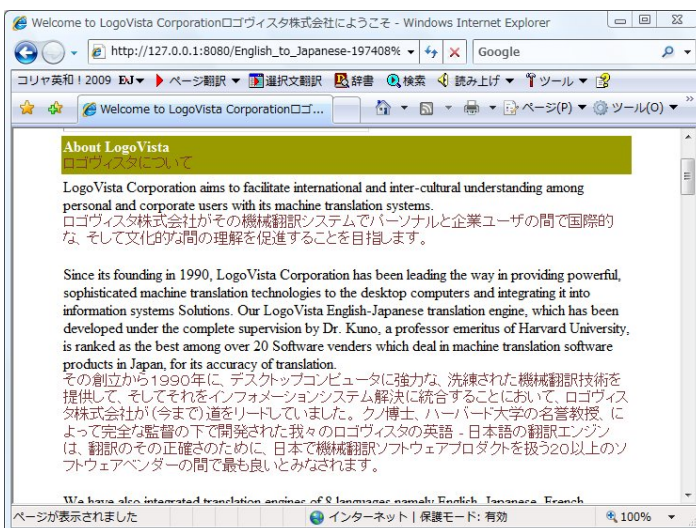 Welcome to LogoVista Corporationロゴヴィスタ株式会社にようこそ - Windows Internet Explorer
http://127.0.0.1:8080/English_to_Japanese-197408% Google
コリャ英和!2009 EJ ページ翻訳 選択文翻訳 辞書 検索 読み上げ ツール
Welcome to LogoVista Corporationロゴ... ページ(P) ツール(O) »
About LogoVista
ロゴヴィスタについて
LogoVista Corporation aims to facilitate international and inter-cultural understanding among
personal and corporate users with its machine translation systems.
ロゴヴィスタ株式会社がその機械翻訳システムでパーソナルと企業ユーザの間で国際的
な、そして文化的な間の理解を促進することを目指します。
Since its founding in 1990, LogoVista Corporation has been leading the way in providing powerful,
sophisticated machine translation technologies to the desktop computers and integrating it into
information systems Solutions. Our LogoVista English-Japanese translation engine, which has been
developed under the complete supervision by Dr. Kuno, a professor emeritus of Harvard University,
is ranked as the best among over 20 Software venders which deal in machine translation software
products in Japan, for its accuracy of translation.
その創立から1990年に、デスクトップコンピュータに強力な、洗練された機械翻訳技術を
提供して、そしてそれをインフォメーションシステム解決に統合することにおいて、ロゴヴィス
タ株式会社が(今まで)道をリードしていました。クノ博士、ハーバード大学の名誉教授、に
よって完全な監督の下で開発された我々のロゴヴィスタの英語 - 日本語の翻訳エンジン
は、翻訳のその正確さのために、日本で機械翻訳ソフトウェアプロダクトを扱う20以上のソ
フトウェアベンダーの間で最も良いとみなされます。
We have also integrated translation engines of 8 languages namely English, Japanese, French
ページが表示されました インターネット | 保護モード: 有効 100%